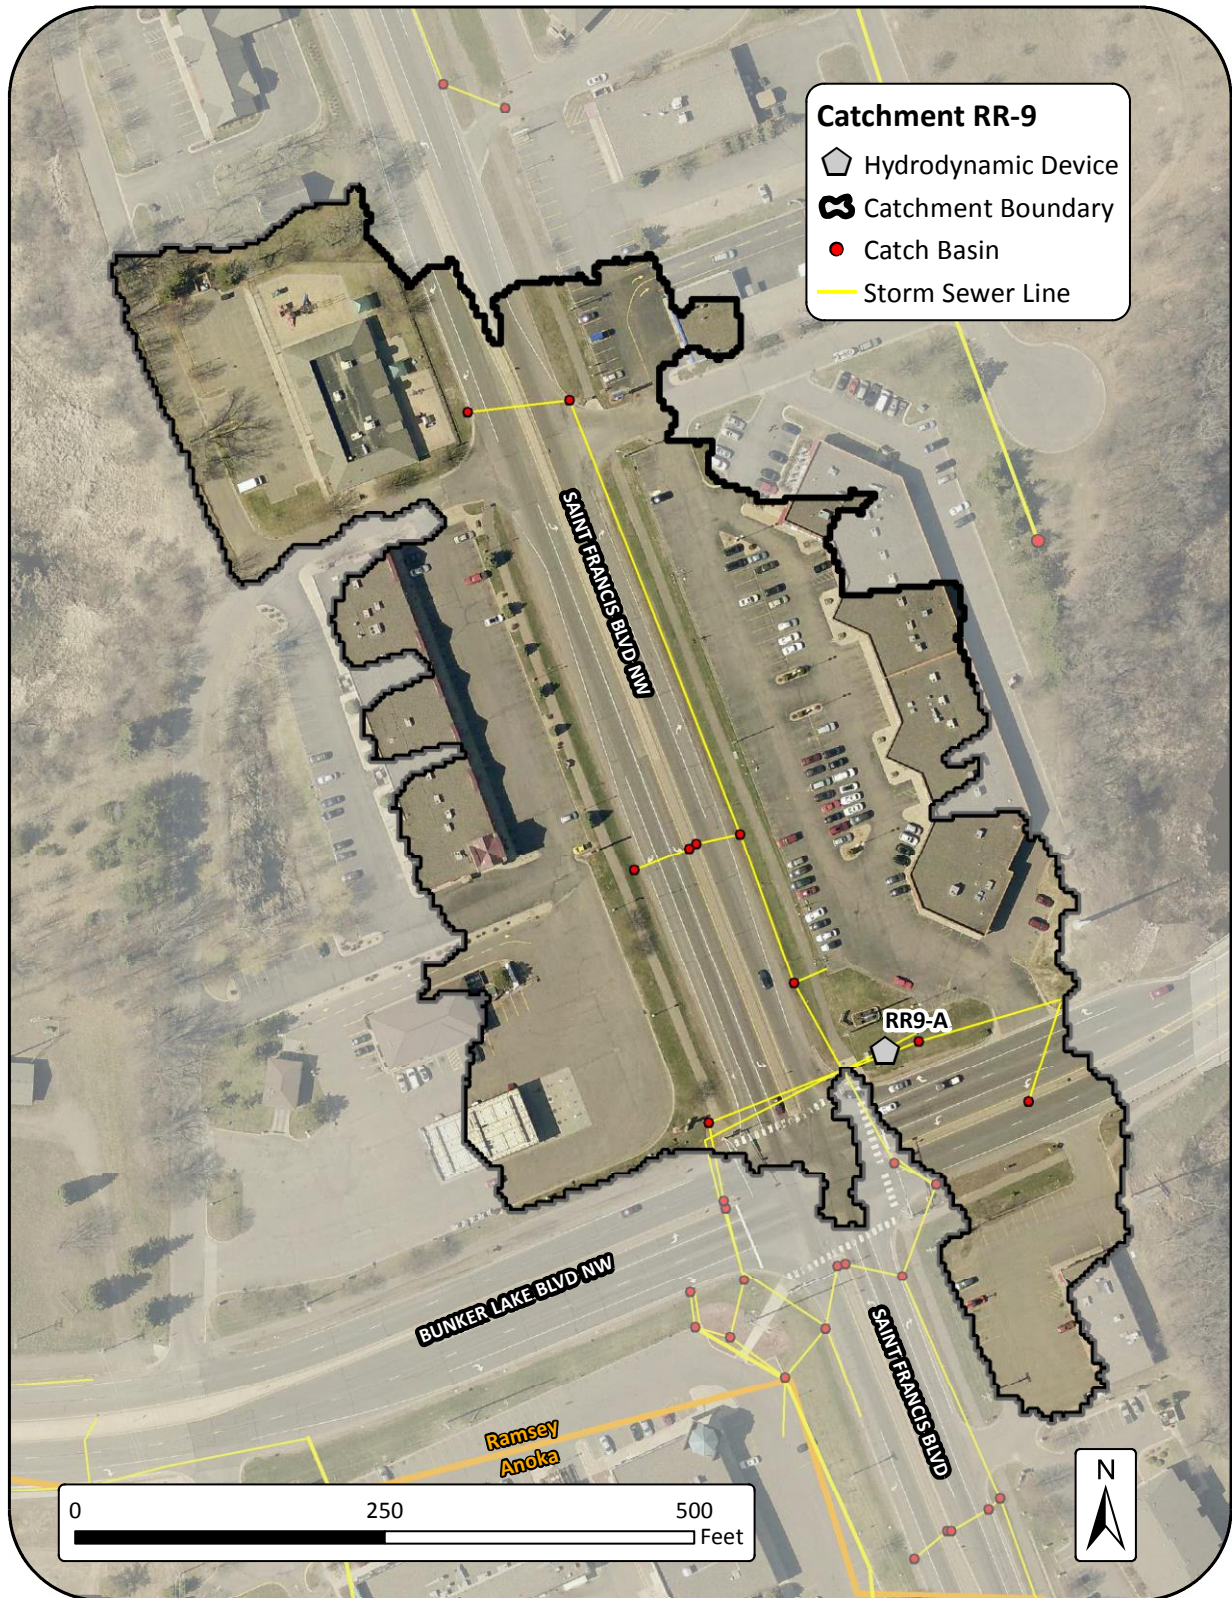 Catchment RR-9
Hydrodynamic Device
Catchment Boundary
Catch Basin
Storm Sewer Line
SAINT FRANCIS BLVD NW
RR9-A
BUNKER LAKE BLVD NW
SAINT FRANCIS BLVD
Ramsey
Anoka
0 250 500
Feet
N